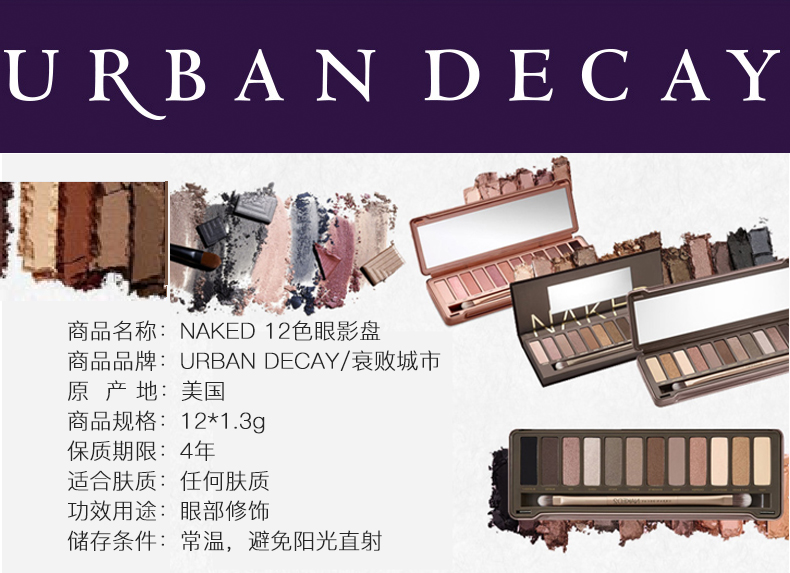 URBAN DECAY
NAKED
商品名称：NAKED 12色眼影盘
商品品牌：URBAN DECAY/衰败城市
原 产 地：美国
商品规格：12*1.3g
保质期限：4年
适合肤质：任何肤质
功效用途：眼部修饰
储存条件：常温，避免阳光直射